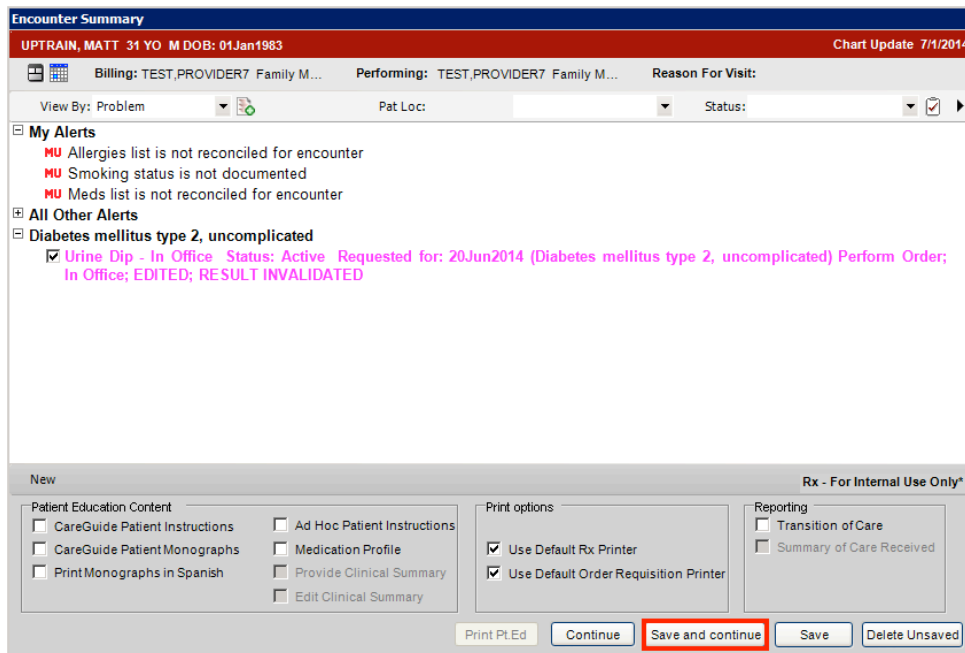 Encounter Summary
UPTRAIN, MATT 31 YO M DOB: 01Jan1983 Chart Update 7/1/2014
Billing: TEST,PROVIDER7 Family M... Performing: TEST,PROVIDER7 Family M... Reason For Visit:
View By: Problem Pat Loc: Status:
My Alerts
MU Allergies list is not reconciled for encounter
MU Smoking status is not documented
MU Meds list is not reconciled for encounter
All Other Alerts
Diabetes mellitus type 2, uncomplicated
Urine Dip - In Office Status: Active Requested for: 20Jun2014 (Diabetes mellitus type 2, uncomplicated) Perform Order;
In Office; EDITED; RESULT INVALIDATED
New Rx - For Internal Use Only*
Patient Education Content Print options Reporting
CareGuide Patient Instructions Ad Hoc Patient Instructions Transition of Care
CareGuide Patient Monographs Medication Profile Use Default Rx Printer Summary of Care Received
Print Monographs in Spanish Provide Clinical Summary Use Default Order Requisition Printer
Edit Clinical Summary
Print Pt.Ed Continue Save and continue Save Delete Unsaved